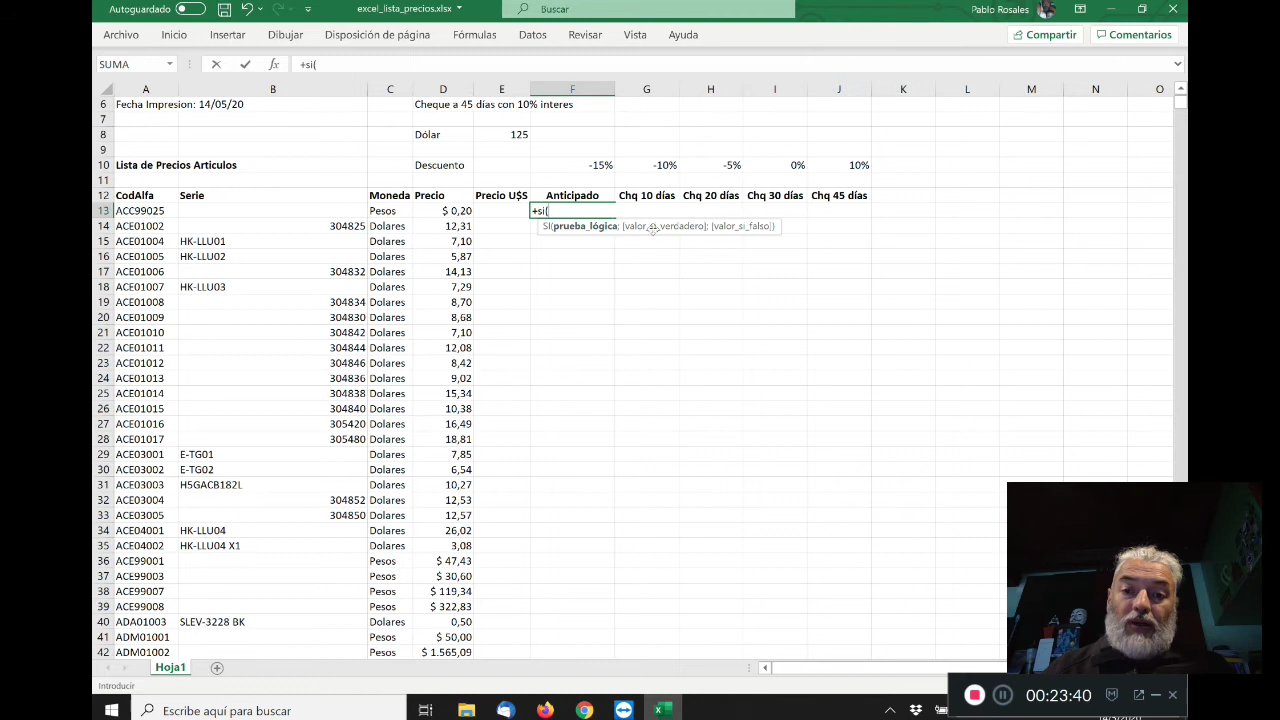 Autoguardado
excel_lista_precios.xlsx
Buscar
Pablo Rosales
Archivo Inicio Insertar Dibujar Disposición de página Fórmulas Datos Revisar Vista Ayuda Compartir Comentarios
SUMA fx +si(
A B C D E F G H I J K L M N O
6 Fecha Impresion: 14/05/20 Cheque a 45 días con 10% interes
7
8 Dólar 125
9
10 Lista de Precios Articulos Descuento -15% -10% -5% 0% 10%
11
12 CodAlfa Serie Moneda Precio Precio U$S Anticipado Chq 10 días Chq 20 días Chq 30 días Chq 45 días
13 ACC99025 Pesos $ 0,20 +si(
SI(prueba_lógica; [valor_si_verdadero]; [valor_si_falso])
14 ACE01002 304825 Dolares 12,31
15 ACE01004 HK-LLU01 Dolares 7,10
16 ACE01005 HK-LLU02 Dolares 5,87
17 ACE01006 304832 Dolares 14,13
18 ACE01007 HK-LLU03 Dolares 7,29
19 ACE01008 304834 Dolares 8,70
20 ACE01009 304830 Dolares 8,68
21 ACE01010 304842 Dolares 7,10
22 ACE01011 304844 Dolares 12,08
23 ACE01012 304846 Dolares 8,42
24 ACE01013 304836 Dolares 9,02
25 ACE01014 304838 Dolares 15,34
26 ACE01015 304840 Dolares 10,38
27 ACE01016 305420 Dolares 16,49
28 ACE01017 305480 Dolares 18,81
29 ACE03001 E-TG01 Dolares 7,85
30 ACE03002 E-TG02 Dolares 6,54
31 ACE03003 H5GACB182L Dolares 10,27
32 ACE03004 304852 Dolares 12,53
33 ACE03005 304850 Dolares 12,57
34 ACE04001 HK-LLU04 Dolares 26,02
35 ACE04002 HK-LLU04 X1 Dolares 3,08
36 ACE99001 Pesos $ 47,43
37 ACE99003 Pesos $ 30,60
38 ACE99007 Pesos $ 119,34
39 ACE99008 Pesos $ 322,83
40 ADA01003 SLEV-3228 BK Dolares 0,50
41 ADM01001 Pesos $ 50,00
42 ADM01002 Pesos $ 1.565,09
Hoja1
Introducir
00:23:40
Escribe aquí para buscar